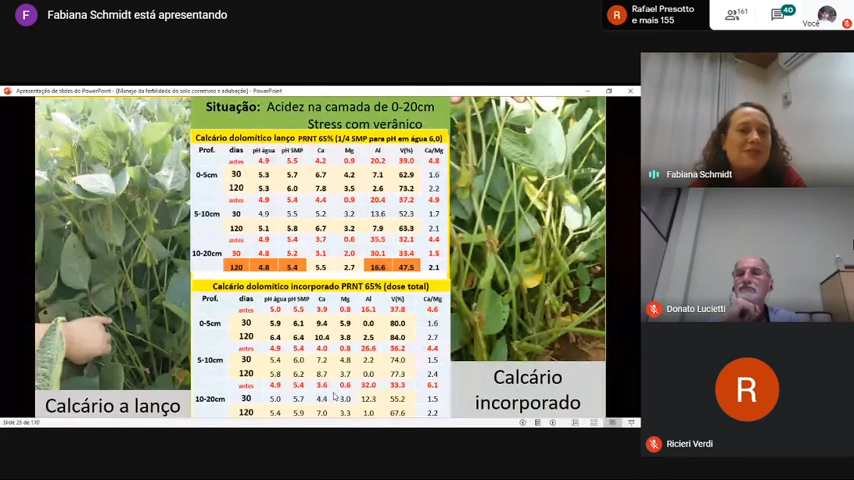 F Fabiana Schmidt está apresentando
R Rafael Presotto
e mais 155
161
40
Você
Apresentação de slides do PowerPoint - [Manejo da fertilidade do solo corretivos e adubação] - PowerPoint
Situação: Acidez na camada de 0-20cm
Stress com verânico
Calcário dolomítico lanço PRNT 65% (1/4 SMP para pH em água 6,0)
Prof. dias pH água pH SMP Ca Mg Al V(%) Ca/Mg
antes 4.9 5.5 4.2 0.9 20.2 39.0 4.8
0-5cm 30 5.3 5.7 6.7 4.2 7.1 62.9 1.6
120 5.3 6.0 7.8 3.5 2.6 73.2 2.2
antes 4.9 5.4 4.4 0.9 20.4 37.2 4.9
5-10cm 30 4.9 5.5 5.2 3.2 13.6 52.3 1.7
120 5.1 5.8 6.7 3.2 7.9 63.3 2.1
antes 4.9 5.4 3.7 0.6 35.5 32.1 4.4
10-20cm 30 4.8 5.2 3.1 2.0 30.1 33.4 1.5
120 4.8 5.4 5.5 2.7 16.6 47.5 2.1
Calcário dolomítico incorporado PRNT 65% (dose total)
Prof. dias pH água pH SMP Ca Mg Al V(%) Ca/Mg
antes 5.0 5.5 3.9 0.8 16.1 37.8 4.6
0-5cm 30 5.9 6.1 9.4 5.9 0.0 80.0 1.6
120 6.4 6.4 10.4 3.8 2.5 84.0 2.7
antes 4.9 5.4 4.0 0.8 26.6 36.2 4.4
5-10cm 30 5.4 6.0 7.2 4.8 2.2 74.0 1.5
120 5.8 6.2 8.7 3.7 0.0 77.3 2.4
antes 4.9 5.4 3.6 0.6 32.0 33.3 6.1
10-20cm 30 5.0 5.7 4.4 3.0 12.3 55.2 1.5
120 5.4 5.9 7.0 3.3 1.0 67.6 2.2
Calcário a lanço
Calcário
incorporado
Slide 25 de 110
Fabiana Schmidt
Donato Lucietti
R
Ricieri Verdi